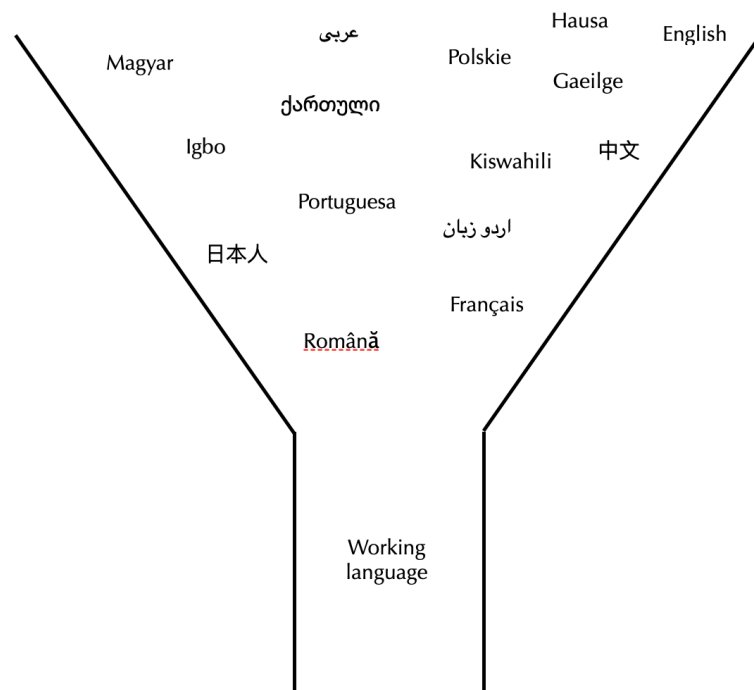 Hausa
عربى
English
Polskie
Magyar
Gaeilge
ქართული
Igbo
中文
Kiswahili
Portuguesa
اردو زبان
日本人
Français
Română
Working
language